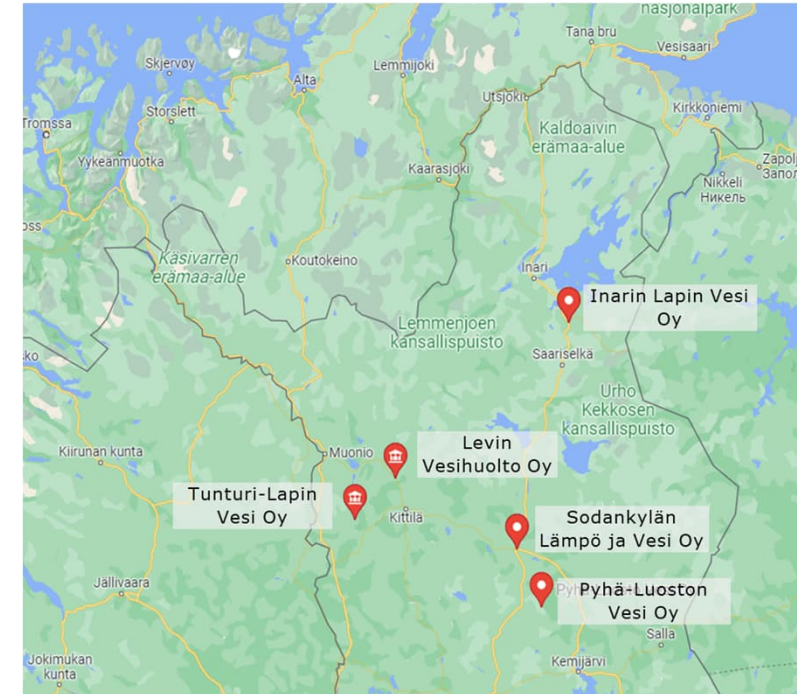 nasjonalpark
Tana bru
Vesisaari
Skjervøy
Alta
Lemmijoki
Storslett
Utsjoki
Kirkkoniemi
Tromssa
Kaldoaivin
erämaa-alue
Yykeänmuotka
Kaarasjoki
Nikkeli
Никель
Käsivarren
erämaa-alue
Koutokeino
Inari
Inarin Lapin Vesi
Oy
Lemmenjoen
kansallispuisto
Saariselkä
Urho
Kekkosen
kansallispuisto
Kiirunan kunta
Muonio
Levin
Vesihuolto Oy
Tunturi-Lapin
Vesi Oy
Kittilä
Sodankylän
Lämpö ja Vesi Oy
Jällivaara
Pyhä-Luoston
Vesi Oy
Salla
Jokimukan
kunta
Kemijärvi